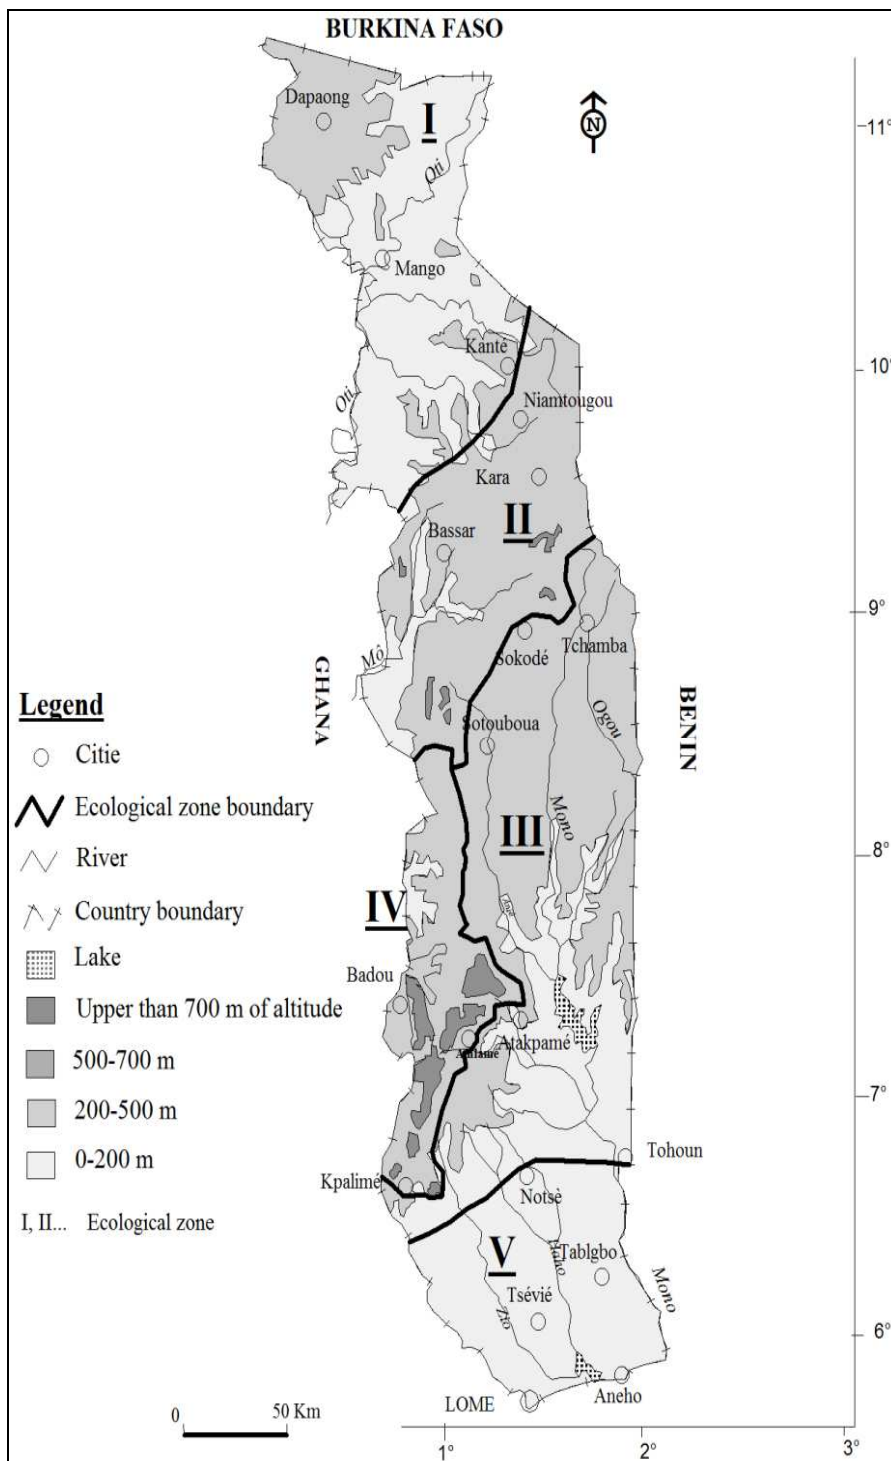 BURKINA FASO
Dapaong
I
N
11°
Oti
Mango
Kanté
10°
Oti
Niamtougou
Kara
II
Bassar
9°
Tchamba
Sokodé
Mô
GHANA
BENIN
Ogou
Sotouboua
Legend
Citie
Ecological zone boundary
River
Country boundary
Lake
Upper than 700 m of altitude
500-700 m
200-500 m
0-200 m
I, II... Ecological zone
Mono
III
8°
IV
Badou
Atakpamé
7°
Tohoun
Kpalimé
Notsè
V
Tablgbo
Tsévié
Mono
Zio
6°
Aneho
LOME
0
50 Km
1°
2°
3°